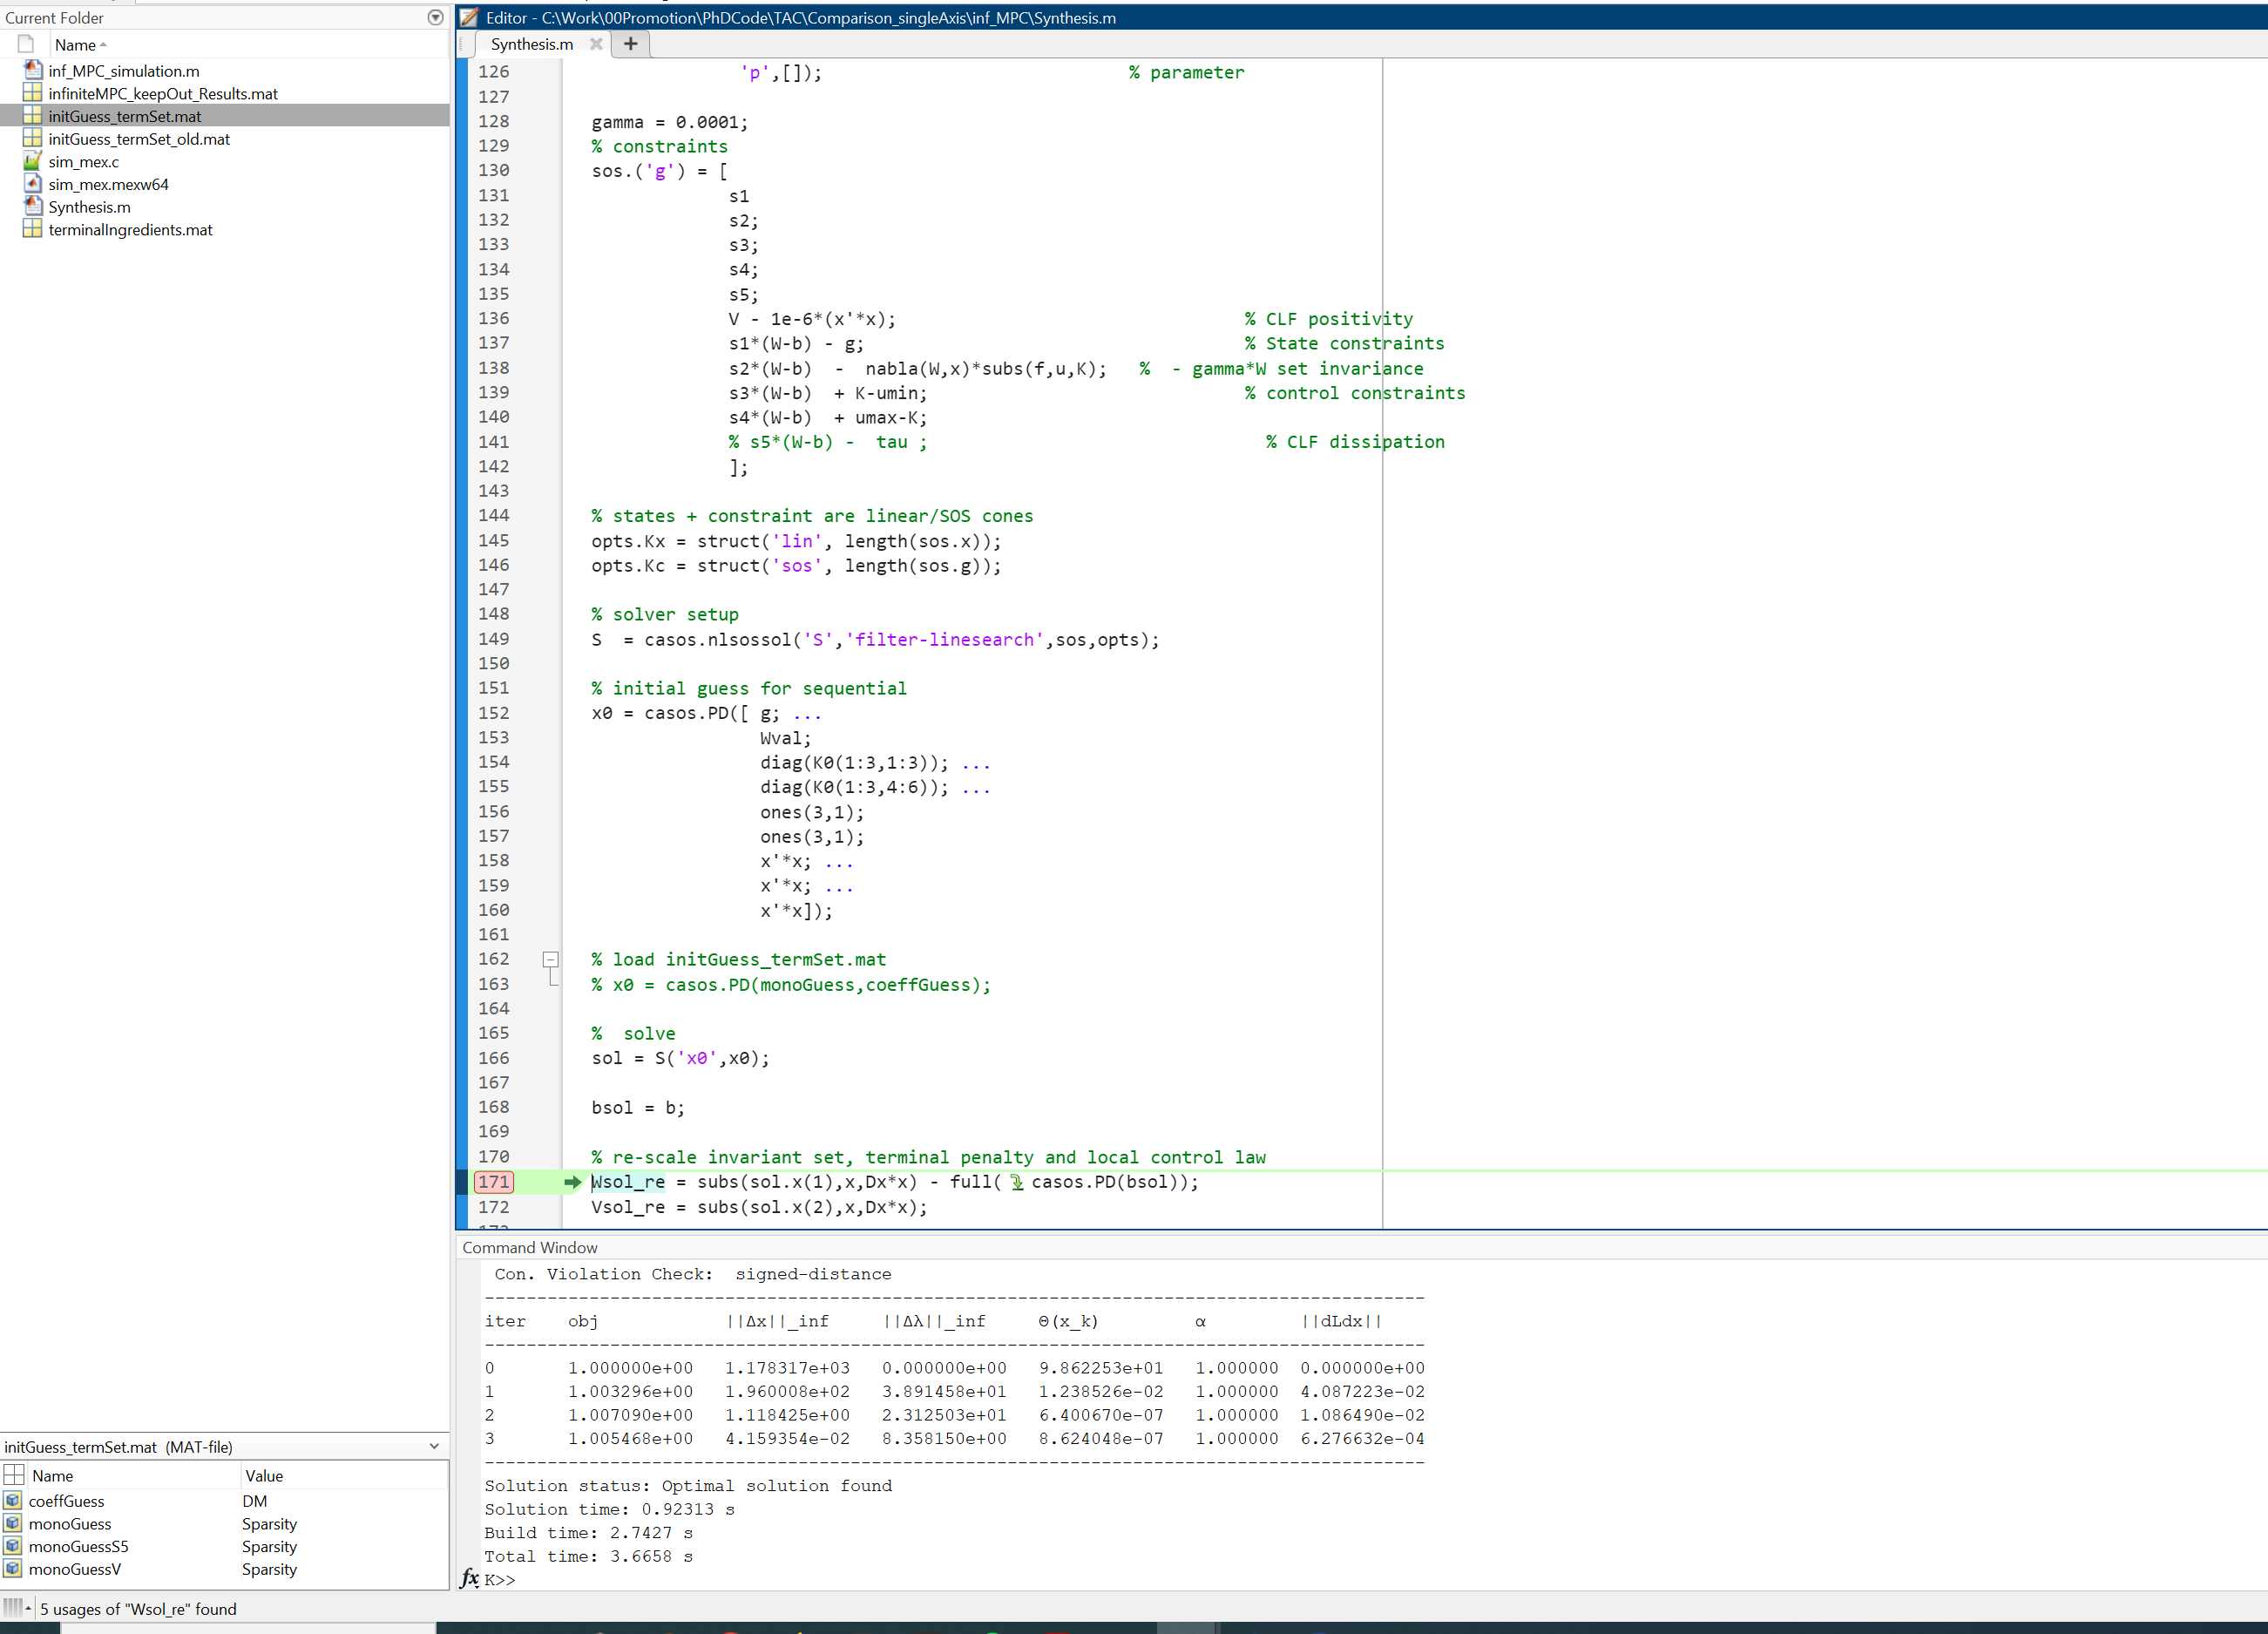 Current Folder
Name
inf_MPC_simulation.m
infiniteMPC_keepOut_Results.mat
initGuess_termSet.mat
initGuess_termSet_old.mat
sim_mex.c
sim_mex.mexw64
Synthesis.m
terminalIngredients.mat
initGuess_termSet.mat (MAT-file)
Name Value
coeffGuess DM
monoGuess Sparsity
monoGuessS5 Sparsity
monoGuessV Sparsity
5 usages of "Wsol_re" found
Editor - C:\Work\00Promotion\PhDCode\TAC\Comparison_singleAxis\inf_MPC\Synthesis.m
Synthesis.m
126 'p',[]); % parameter
127
128 gamma = 0.0001;
129 % constraints
130 sos.('g') = [
131 s1
132 s2;
133 s3;
134 s4;
135 s5;
136 V - 1e-6*(x'*x); % CLF positivity
137 s1*(W-b) - g; % State constraints
138 s2*(W-b) - nabla(W,x)*subs(f,u,K); % - gamma*W set invariance
139 s3*(W-b) + K-umin; % control constraints
140 s4*(W-b) + umax-K;
141 % s5*(W-b) - tau ; % CLF dissipation
142 ];
143
144 % states + constraint are linear/SOS cones
145 opts.Kx = struct('lin', length(sos.x));
146 opts.Kc = struct('sos', length(sos.g));
147
148 % solver setup
149 S = casos.nlsossol('S','filter-linesearch',sos,opts);
150
151 % initial guess for sequential
152 x0 = casos.PD([ g; ...
153 Wval;
154 diag(K0(1:3,1:3)); ...
155 diag(K0(1:3,4:6)); ...
156 ones(3,1);
157 ones(3,1);
158 x'*x; ...
159 x'*x; ...
160 x'*x]);
161
162 % load initGuess_termSet.mat
163 % x0 = casos.PD(monoGuess,coeffGuess);
164
165 % solve
166 sol = S('x0',x0);
167
168 bsol = b;
169
170 % re-scale invariant set, terminal penalty and local control law
171 Wsol_re = subs(sol.x(1),x,Dx*x) - full( casos.PD(bsol));
172 Vsol_re = subs(sol.x(2),x,Dx*x);
Command Window
Con. Violation Check: signed-distance
------------------------------------------------------------------------------------------
iter obj ||Δx||_inf ||Δλ||_inf Θ(x_k) α ||dLdx||
------------------------------------------------------------------------------------------
0 1.000000e+00 1.178317e+03 0.000000e+00 9.862253e+01 1.000000 0.000000e+00
1 1.003296e+00 1.960008e+02 3.891458e+01 1.238526e-02 1.000000 4.087223e-02
2 1.007090e+00 1.118425e+00 2.312503e+01 6.400670e-07 1.000000 1.086490e-02
3 1.005468e+00 4.159354e-02 8.358150e+00 8.624048e-07 1.000000 6.276632e-04
------------------------------------------------------------------------------------------
Solution status: Optimal solution found
Solution time: 0.92313 s
Build time: 2.7427 s
Total time: 3.6658 s
fx K>>